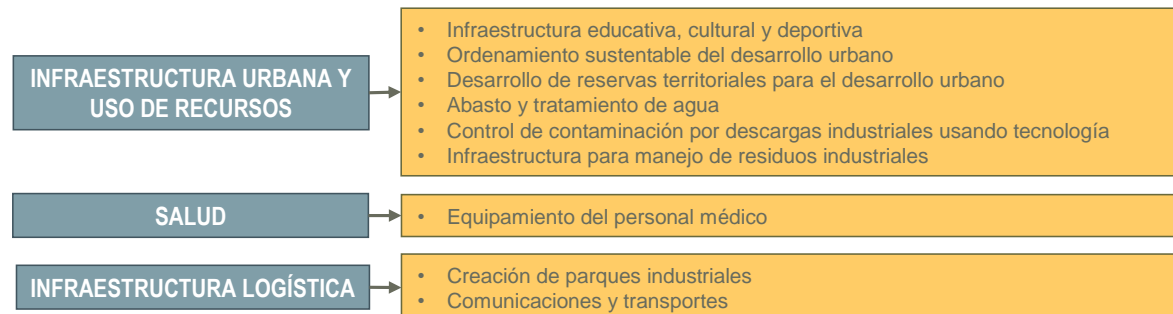 INFRAESTRUCTURA URBANA Y
USO DE RECURSOS
• Infraestructura educativa, cultural y deportiva
• Ordenamiento sustentable del desarrollo urbano
• Desarrollo de reservas territoriales para el desarrollo urbano
• Abasto y tratamiento de agua
• Control de contaminación por descargas industriales usando tecnología
• Infraestructura para manejo de residuos industriales
SALUD
• Equipamiento del personal médico
INFRAESTRUCTURA LOGÍSTICA
• Creación de parques industriales
• Comunicaciones y transportes